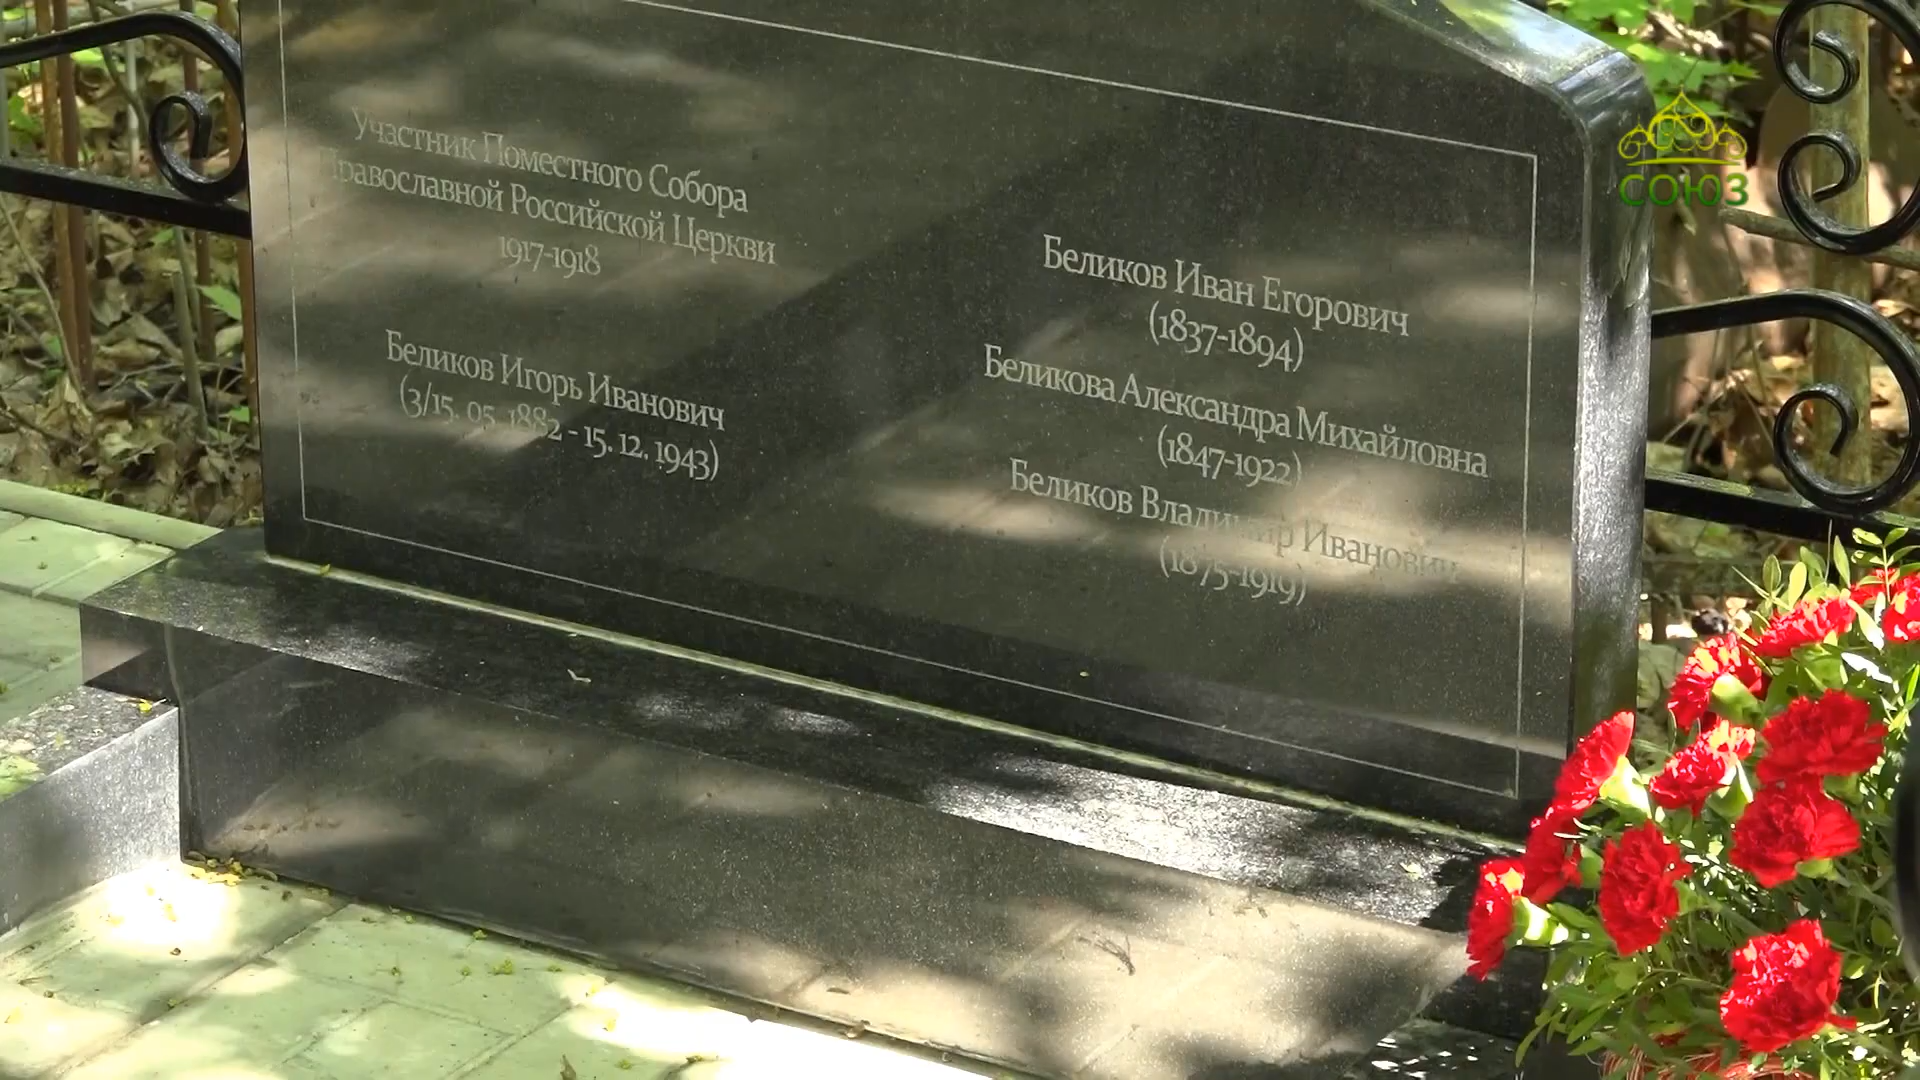 Участник Поместного Собора
Православной Российской Церкви
1917-1918
Беликов Игорь Иванович
(3/15. 05. 1882 - 15. 12. 1943)
Беликов Иван Егорович
(1837-1894)
Беликова Александра Михайловна
(1847-1922)
Беликов Владимир Иванович
(1875-1919)
СОЮЗ